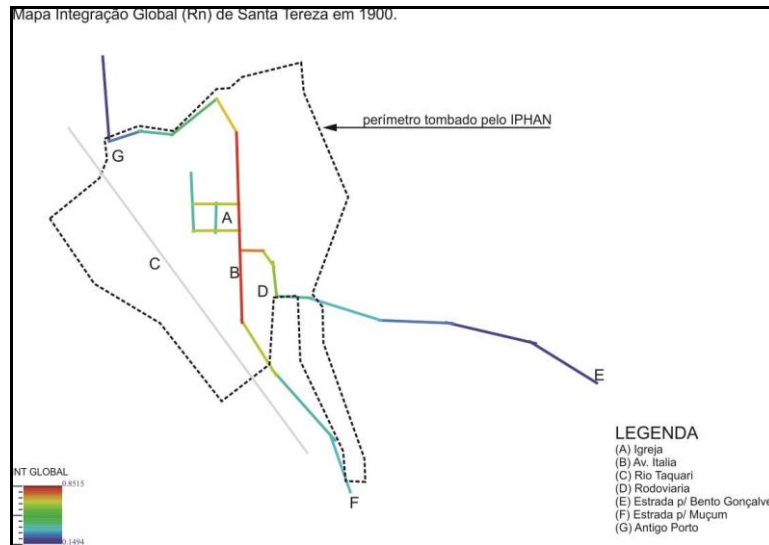 Mapa Integração Global (Rn) de Santa Tereza em 1900.
perímetro tombado pelo IPHAN
G
A
C
B
D
E
F
NT GLOBAL
0.8515
0.1494
LEGENDA
(A) Igreja
(B) Av. Italia
(C) Rio Taquari
(D) Rodoviaria
(E) Estrada p/ Bento Gonçalve
(F) Estrada p/ Muçum
(G) Antigo Porto